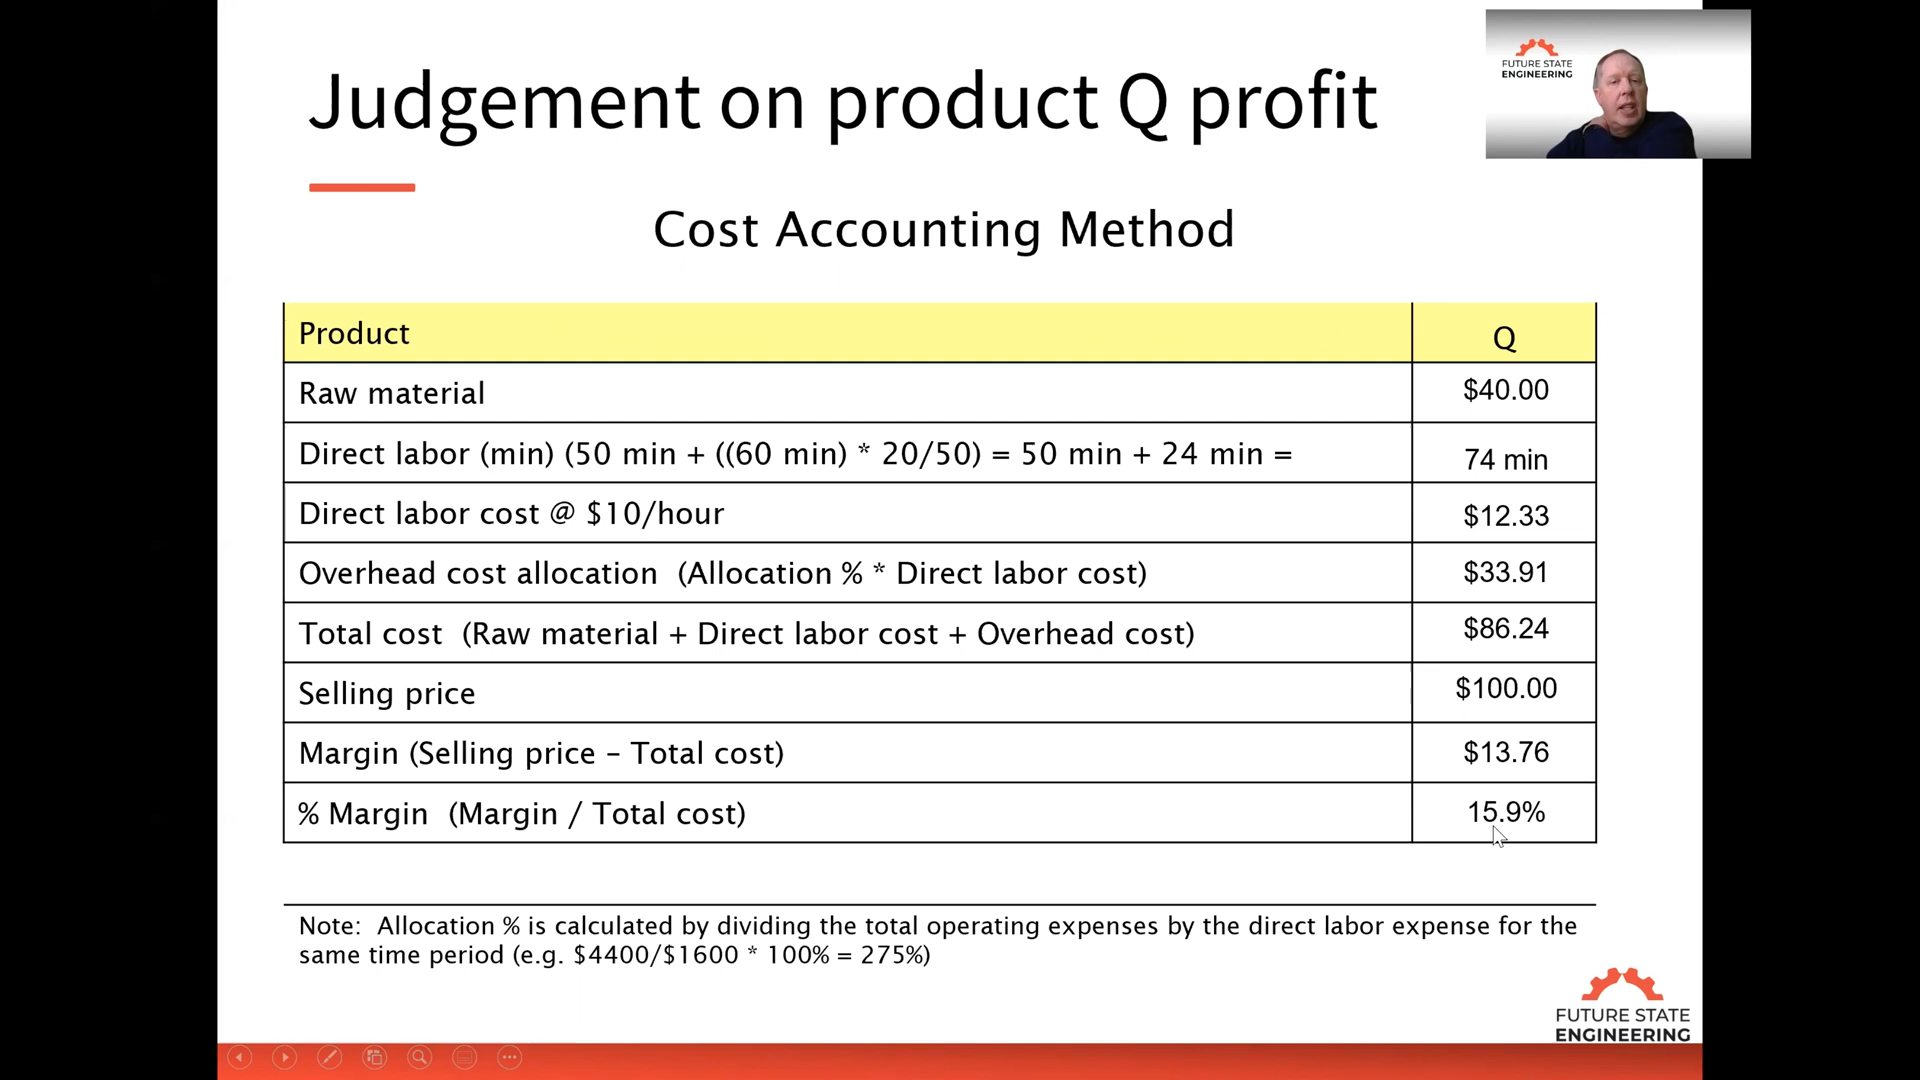 Judgement on product Q profit
FUTURE STATE
ENGINEERING
Cost Accounting Method
Product Q
Raw material $40.00
Direct labor (min) (50 min + ((60 min) * 20/50) = 50 min + 24 min = 74 min
Direct labor cost @ $10/hour $12.33
Overhead cost allocation (Allocation % * Direct labor cost) $33.91
Total cost (Raw material + Direct labor cost + Overhead cost) $86.24
Selling price $100.00
Margin (Selling price – Total cost) $13.76
% Margin (Margin / Total cost) 15.9%
Note: Allocation % is calculated by dividing the total operating expenses by the direct labor expense for the
same time period (e.g. $4400/$1600 * 100% = 275%)
FUTURE STATE
ENGINEERING